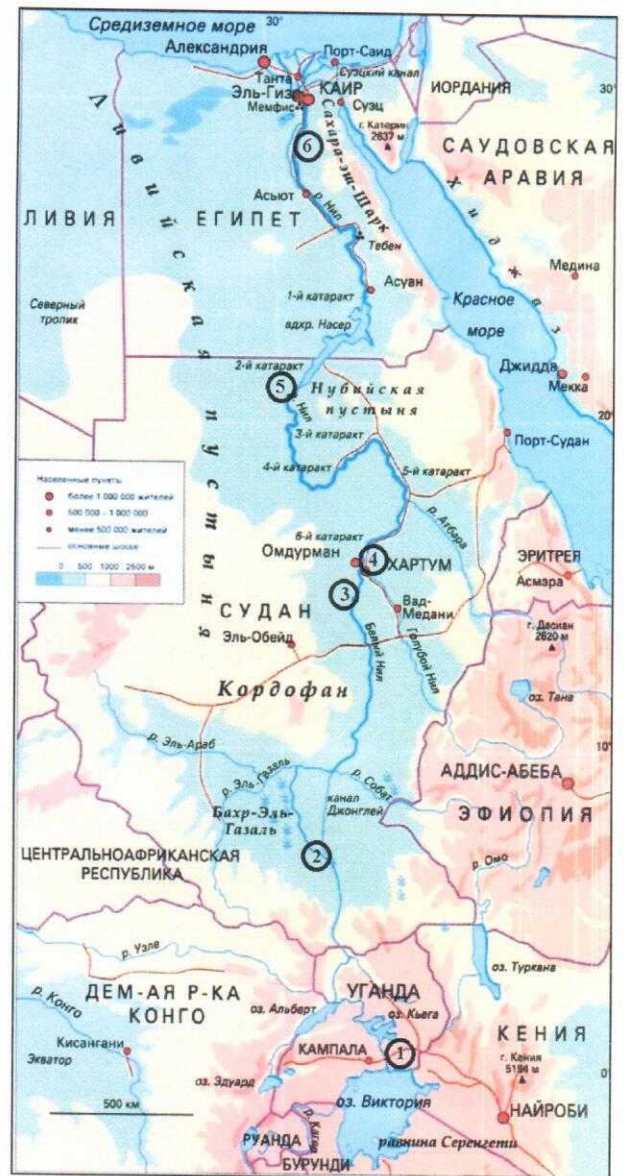 Средиземное море
30°
Александрия
Порт-Саид
Танта
Суэцкий канал
Эль-Гиза
КАИР
Мемфис
Суэц
ИОРДАНИЯ
30°
г. Катерин
2637 м
6
Сахара-эш-Шарк
САУДОВСКАЯ
АРАВИЯ
Ливийская пустыня
Хиджаз
Асьют
р. Нил
ЛИВИЯ
ЕГИПЕТ
Тебен
Медина
Асуан
1-й катаракт
Северный
тропик
Красное
море
вдхр. Насер
2-й катаракт
Джидда
Мекка
5
Нил
Нубийская
пустыня
20°
3-й катаракт
Порт-Судан
4-й катаракт
5-й катаракт
Населенные пункты
более 1 000 000 жителей
500 000 - 1 000 000
менее 500 000 жителей
основные шоссе
0 500 1000 2500 м
р. Атбара
6-й катаракт
Омдурман
4
ХАРТУМ
ЭРИТРЕЯ
Асмэра
3
Вад-
Медани
СУДАН
Эль-Обейд
Белый Нил
Голубой Нил
г. Дашан
2620 м
оз. Тана
Кордофан
р. Эль-Араб
10°
р. Эль-Газаль
р. Собат
АДДИС-АБЕБА
Бахр-Эль-
Газаль
канал
Джонглей
ЭФИОПИЯ
2
ЦЕНТРАЛЬНОАФРИКАНСКАЯ
РЕСПУБЛИКА
р. Омо
р. Уэле
оз. Туркана
ДЕМ-АЯ Р-КА
КОНГО
УГАНДА
оз. Альберт
оз. Кьёга
р. Конго
КЕНИЯ
Кисангани
КАМПАЛА
1
г. Кения
5194 м
Экватор
0°
оз. Эдуард
500 км
оз. Виктория
НАЙРОБИ
р. Кагера
РУАНДА
равнина Серенгети
БУРУНДИ